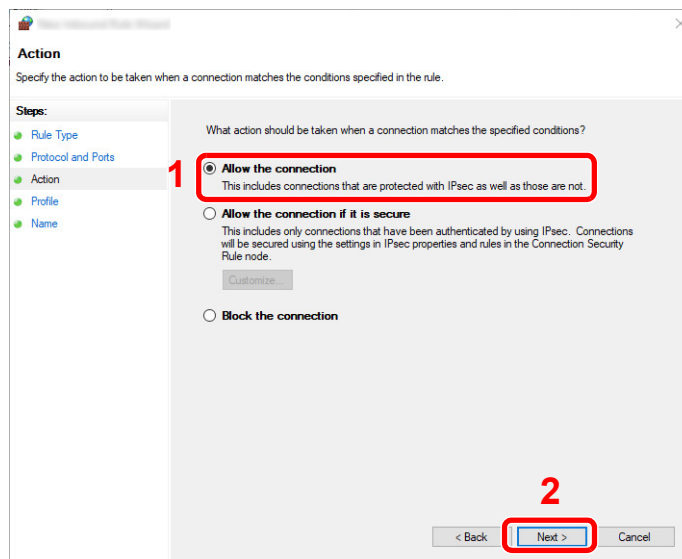 Action
Specify the action to be taken when a connection matches the conditions specified in the rule.
Steps:
Rule Type
Protocol and Ports
Action
Profile
Name
What action should be taken when a connection matches the specified conditions?
1
Allow the connection
This includes connections that are protected with IPsec as well as those are not.
Allow the connection if it is secure
This includes only connections that have been authenticated by using IPsec. Connections
will be secured using the settings in IPsec properties and rules in the Connection Security
Rule node.
Customize...
Block the connection
2
< Back
Next >
Cancel